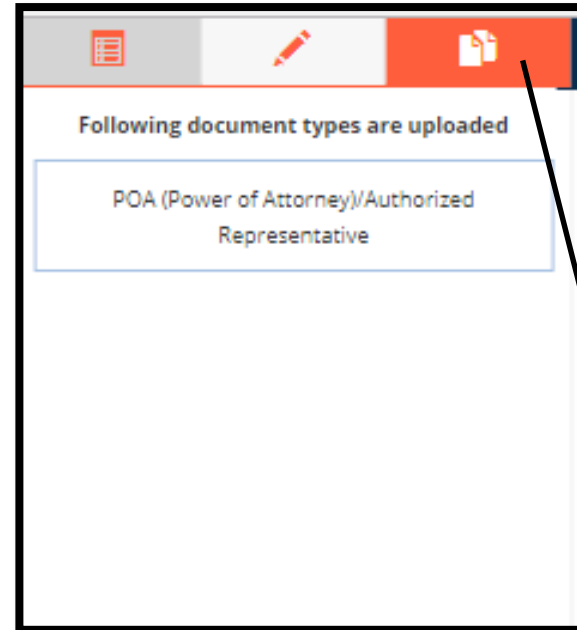 Following document types are uploaded
POA (Power of Attorney)/Authorized
Representative